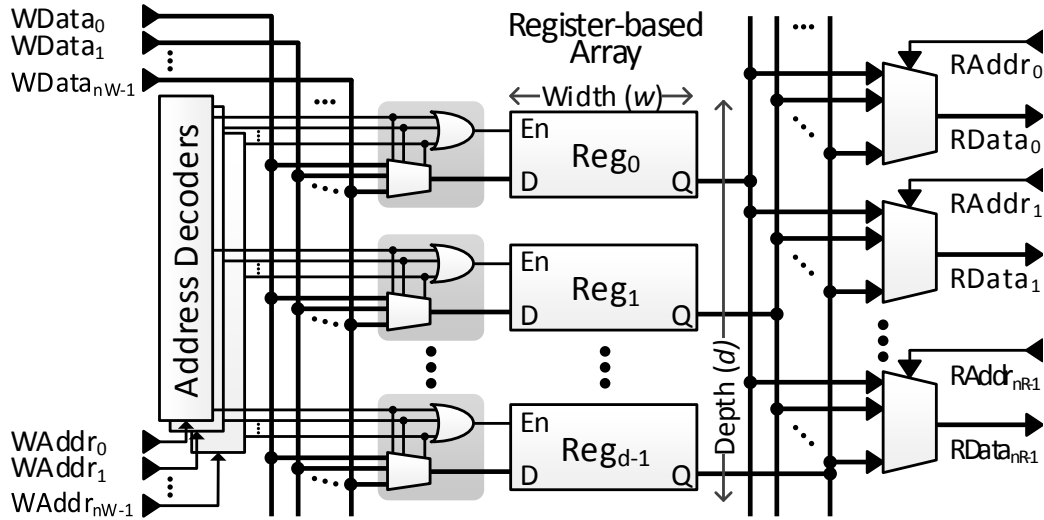 WData0
WData1
WDatanW-1
Address Decoders
WAddr0
WAddr1
WAddrnW-1
Register-based
Array
Width (w)
Depth (d)
En
Reg0
D
Q
En
Reg1
D
Q
En
Regd-1
D
Q
RAddr0
RData0
RAddr1
RData1
RAddrnR-1
RDatanR-1